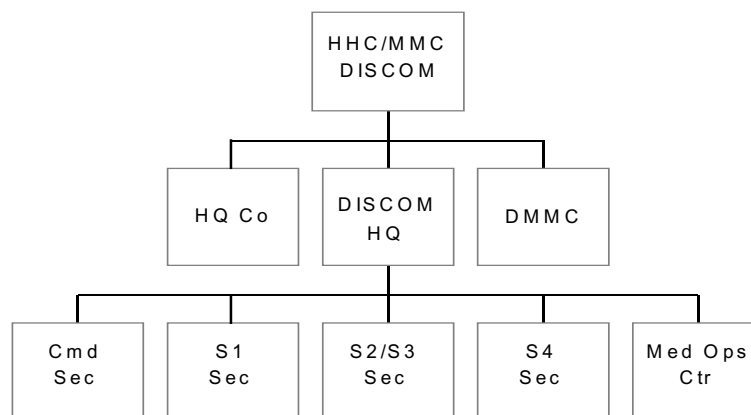 HHC/MMC
DISCOM
HQ Co
DISCOM
HQ
DMMC
Cmd
Sec
S1
Sec
S2/S3
Sec
S4
Sec
Med Ops
Ctr